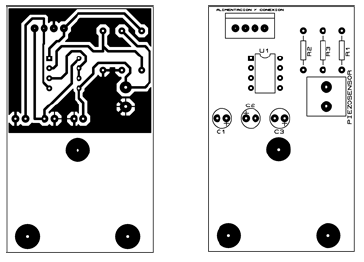 ALIMENTACION / CONEXION
U1
R2
R3
R1
PIEZOSENSOR
C1
C2
C3